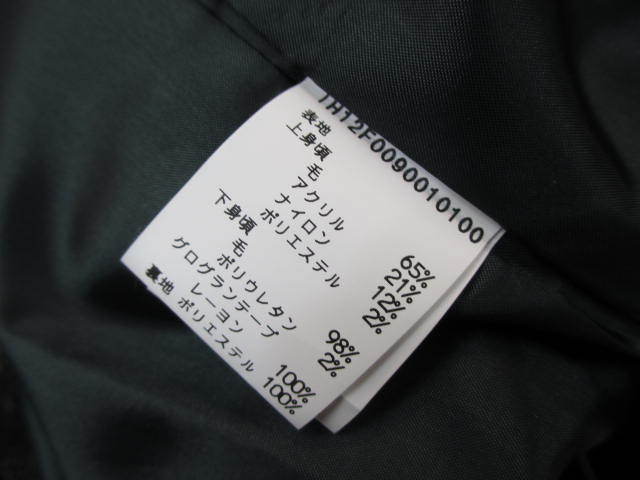 TH12F0090010100
表地
上身頃
毛 65%
アクリル 21%
ナイロン 12%
ポリエステル 2%
下身頃
毛 98%
ポリウレタン 2%
グログランテープ
レーヨン 100%
裏地 ポリエステル 100%